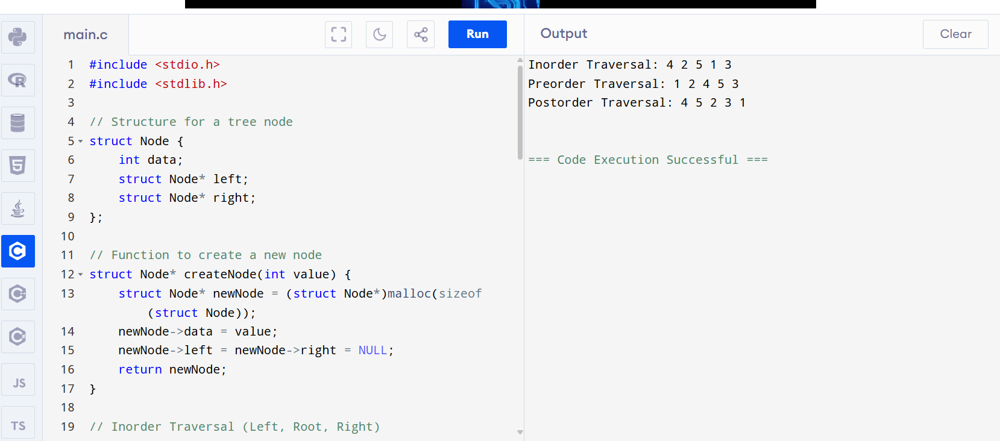 main.c
Run
Output
Clear
1 #include <stdio.h>
2 #include <stdlib.h>
3
4 // Structure for a tree node
5 struct Node {
6     int data;
7     struct Node* left;
8     struct Node* right;
9 };
10
11 // Function to create a new node
12 struct Node* createNode(int value) {
13     struct Node* newNode = (struct Node*)malloc(sizeof
        (struct Node));
14     newNode->data = value;
15     newNode->left = newNode->right = NULL;
16     return newNode;
17 }
18
19 // Inorder Traversal (Left, Root, Right)
Inorder Traversal: 4 2 5 1 3
Preorder Traversal: 1 2 4 5 3
Postorder Traversal: 4 5 2 3 1
=== Code Execution Successful ===
R
5
C
C++
C#
JS
TS